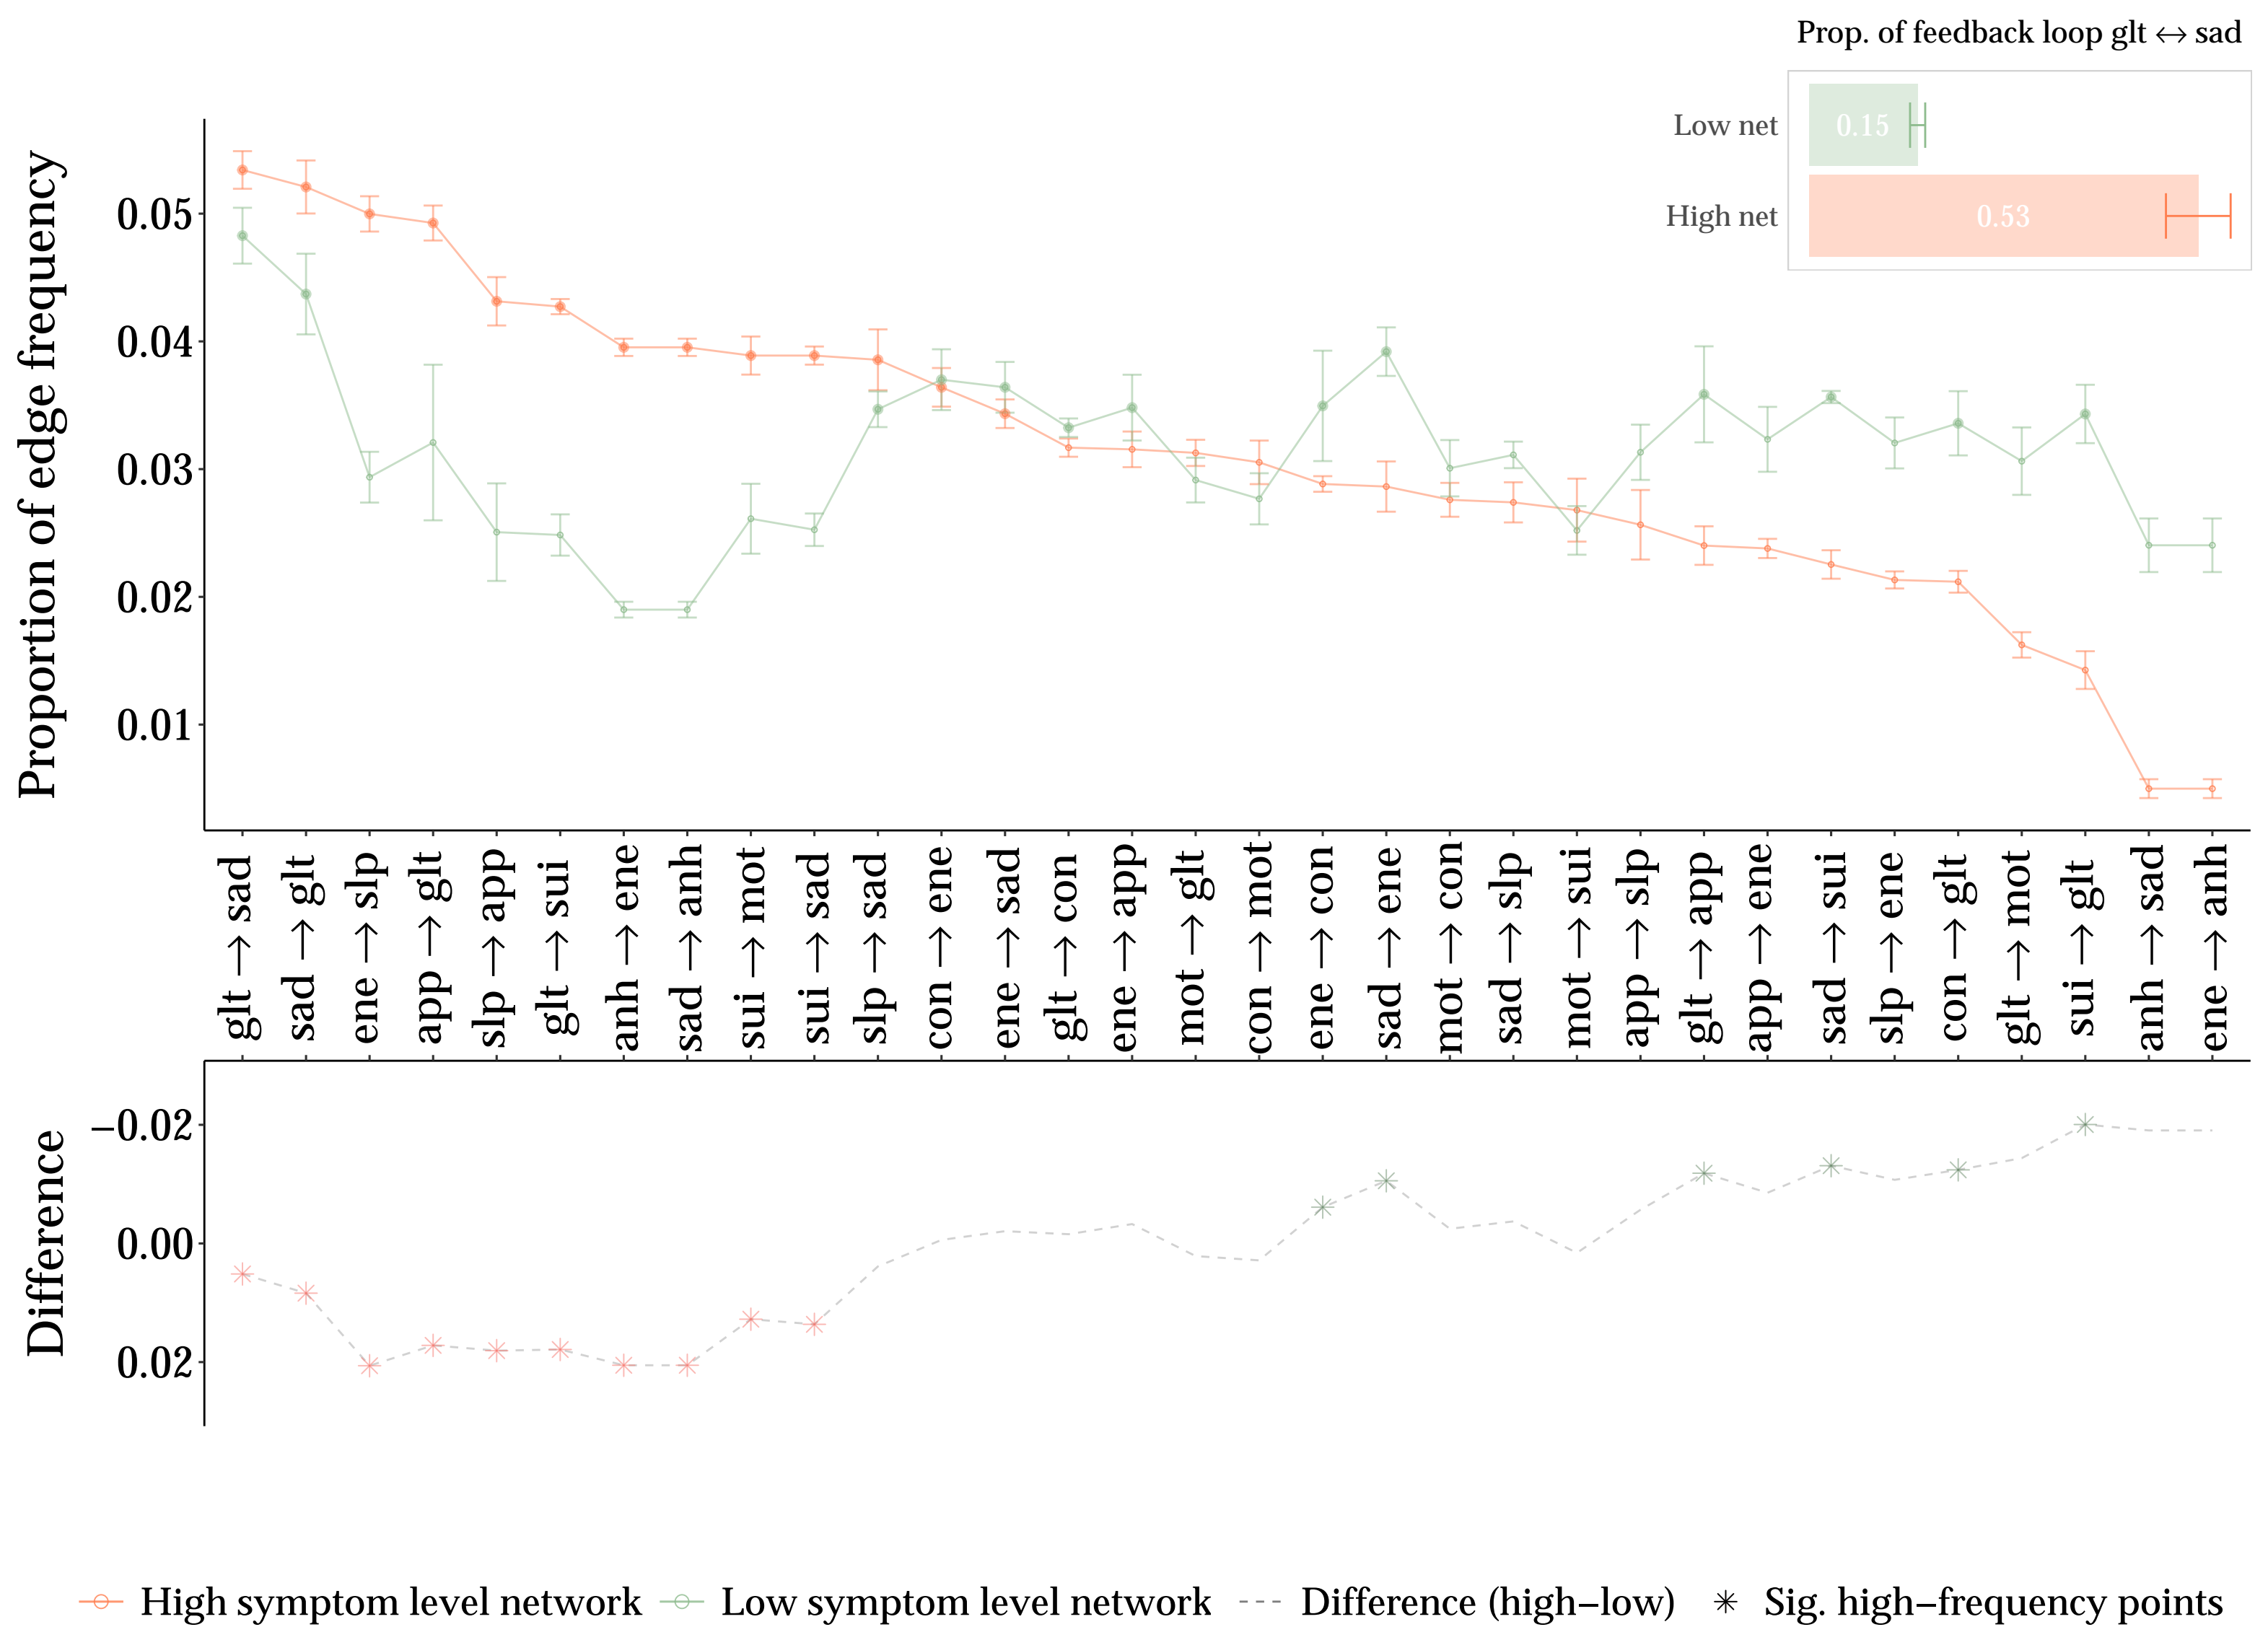 Prop. of feedback loop glt ↔ sad
Low net
0.15
High net
0.53
Proportion of edge frequency
0.05
0.04
0.03
0.02
0.01
glt → sad
sad → glt
ene → slp
app → glt
slp → app
glt → sui
anh → ene
sad → anh
sui → mot
sui → sad
slp → sad
con → ene
ene → sad
glt → con
ene → app
mot → glt
con → mot
ene → con
sad → ene
mot → con
sad → slp
mot → sui
app → slp
glt → app
app → ene
sad → sui
slp → ene
con → glt
glt → mot
sui → glt
anh → sad
ene → anh
Difference
−0.02
0.00
0.02
High symptom level network
Low symptom level network
Difference (high−low)
Sig. high−frequency points